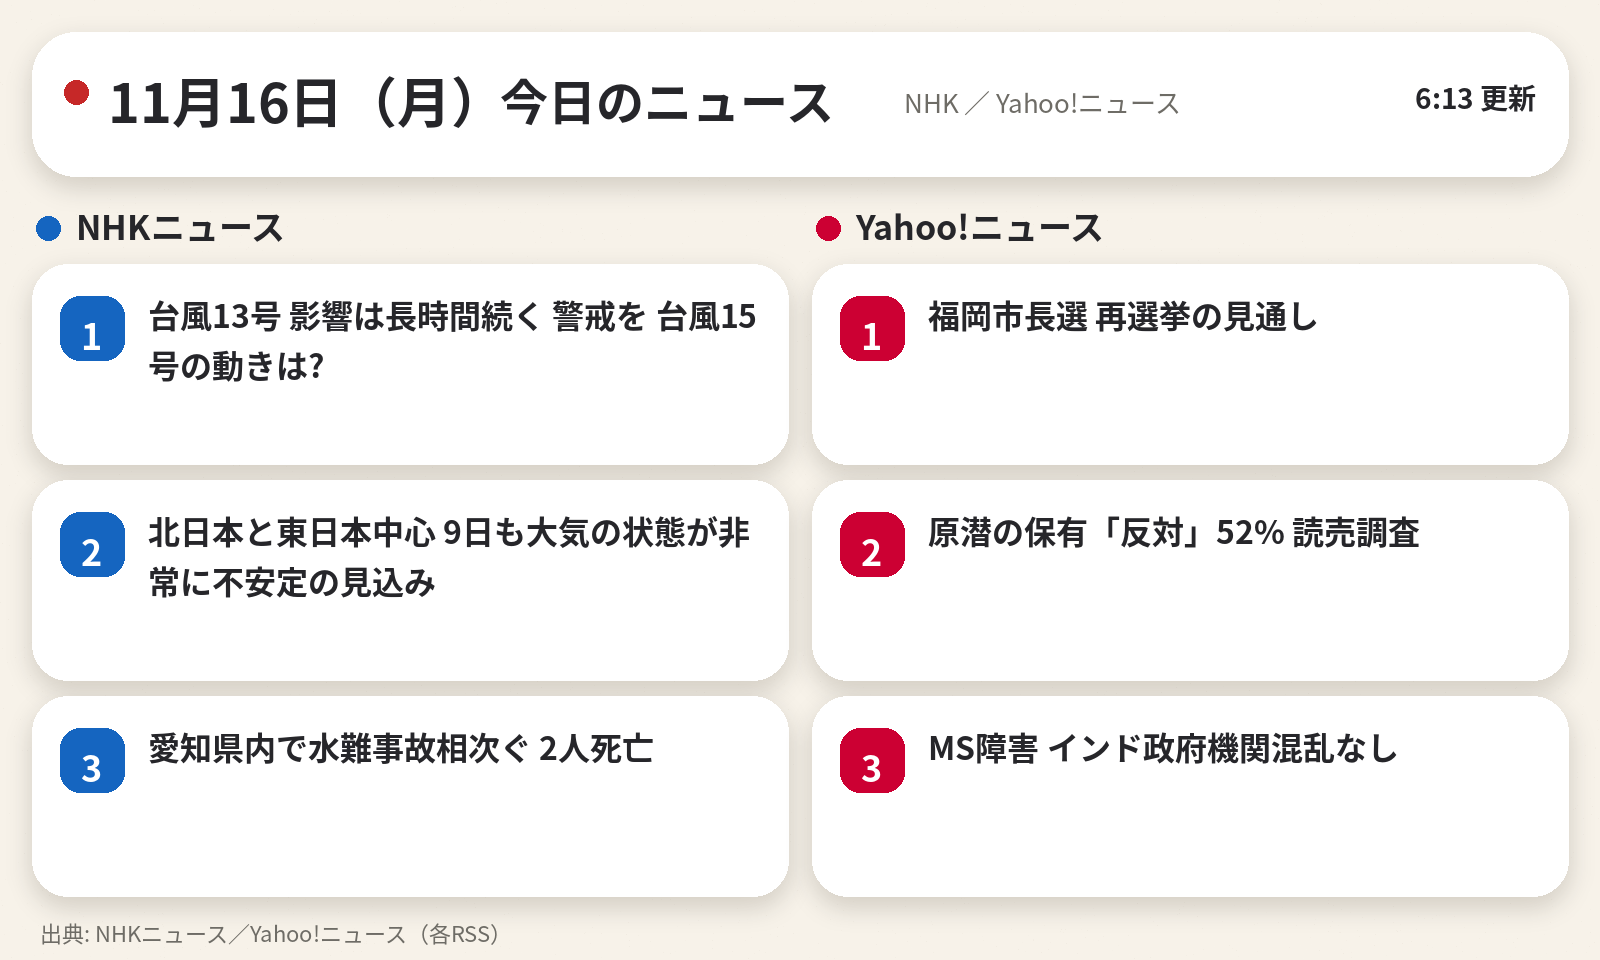 11月16日（月）今日のニュース
NHK ／ Yahoo!ニュース
6:13 更新
NHKニュース
1
台風13号 影響は長時間続く 警戒を 台風15
号の動きは?
2
北日本と東日本中心 9日も大気の状態が非
常に不安定の見込み
3
愛知県内で水難事故相次ぐ 2人死亡
Yahoo!ニュース
1
福岡市長選 再選挙の見通し
2
原潜の保有「反対」52% 読売調査
3
MS障害 インド政府機関混乱なし
出典: NHKニュース／Yahoo!ニュース（各RSS）